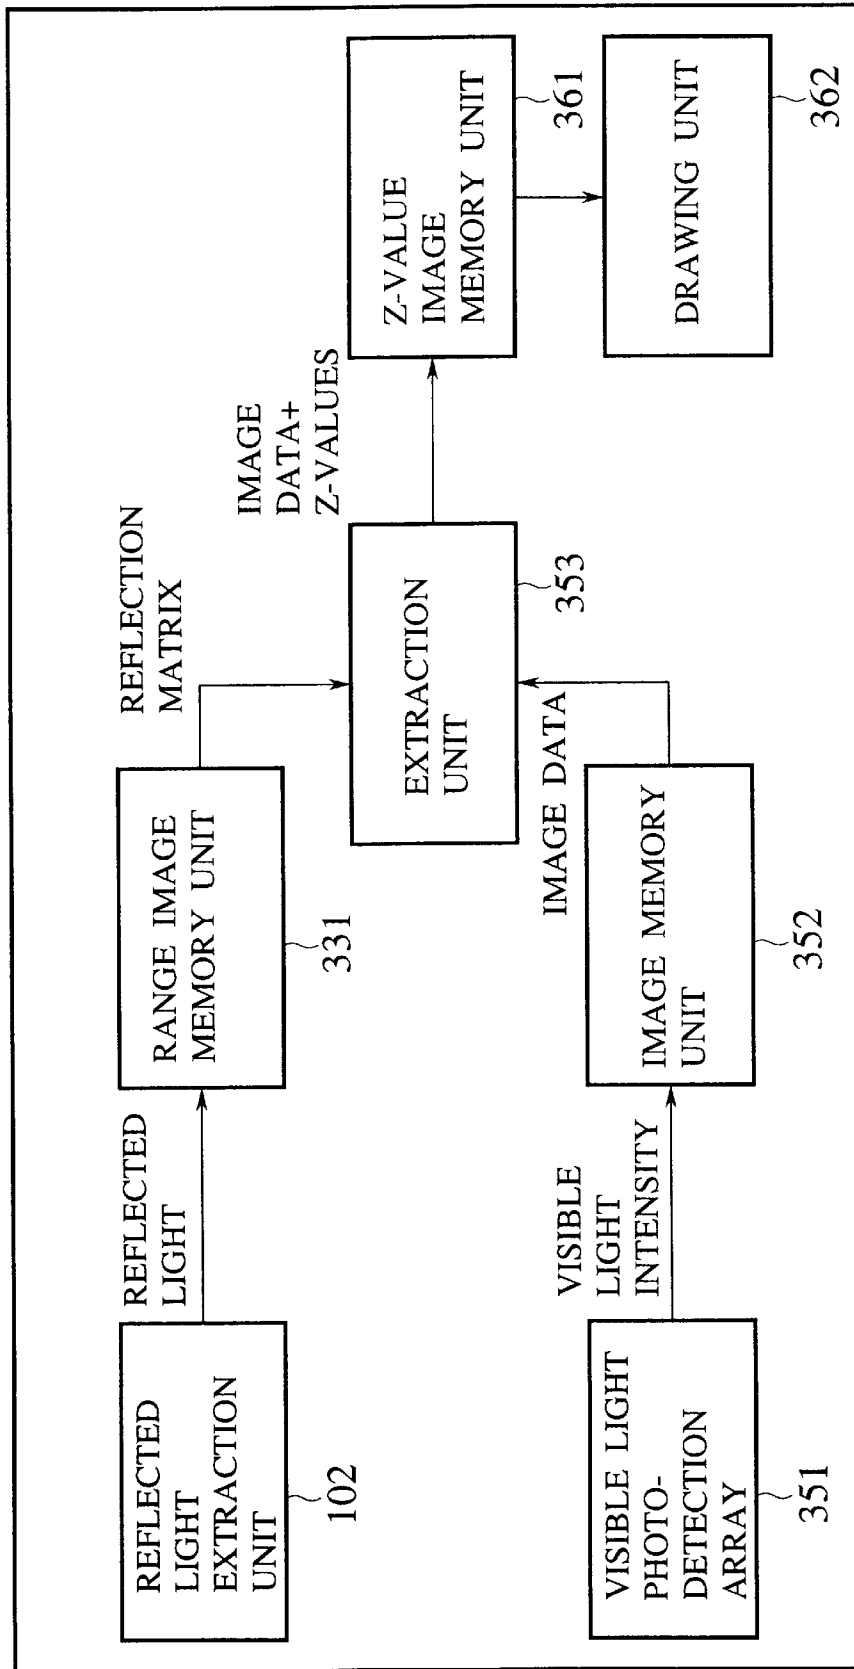 REFLECTED
LIGHT
EXTRACTION
UNIT
102
REFLECTED
LIGHT
RANGE IMAGE
MEMORY UNIT
331
REFLECTION
MATRIX
VISIBLE LIGHT
PHOTO-
DETECTION
ARRAY
351
VISIBLE
LIGHT
INTENSITY
IMAGE MEMORY
UNIT
352
IMAGE DATA
EXTRACTION
UNIT
353
IMAGE
DATA+
Z-VALUES
Z-VALUE
IMAGE
MEMORY UNIT
361
DRAWING UNIT
362